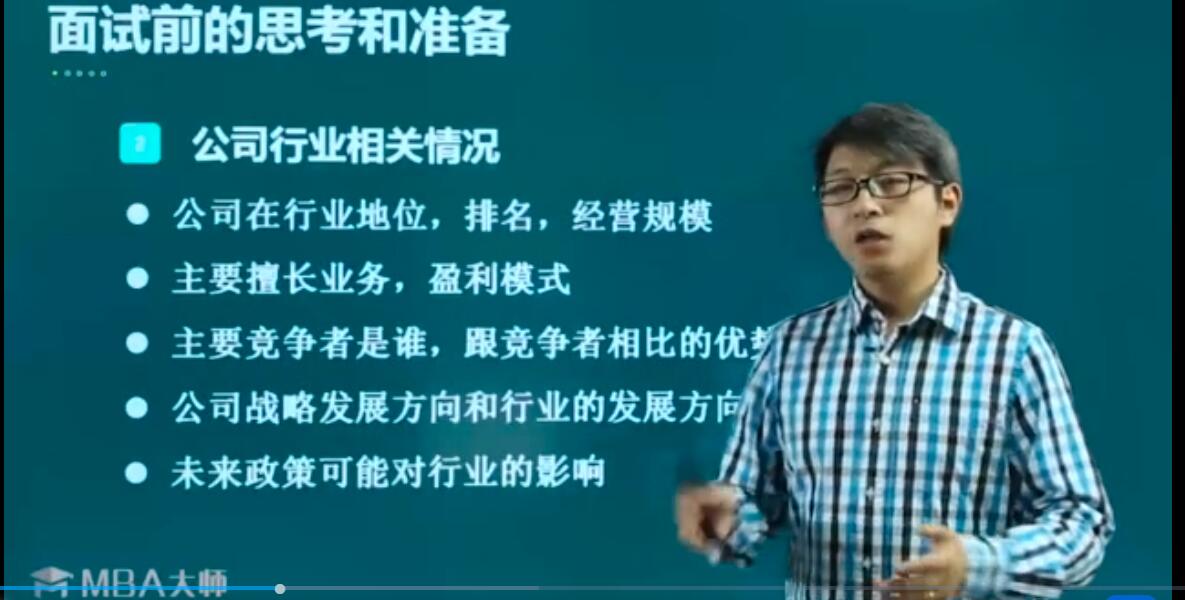 面试前的思考和准备
2 公司行业相关情况
公司在行业地位，排名，经营规模
主要擅长业务，盈利模式
主要竞争者是谁，跟竞争者相比的优势
公司战略发展方向和行业的发展方向
未来政策可能对行业的影响
MBA大师